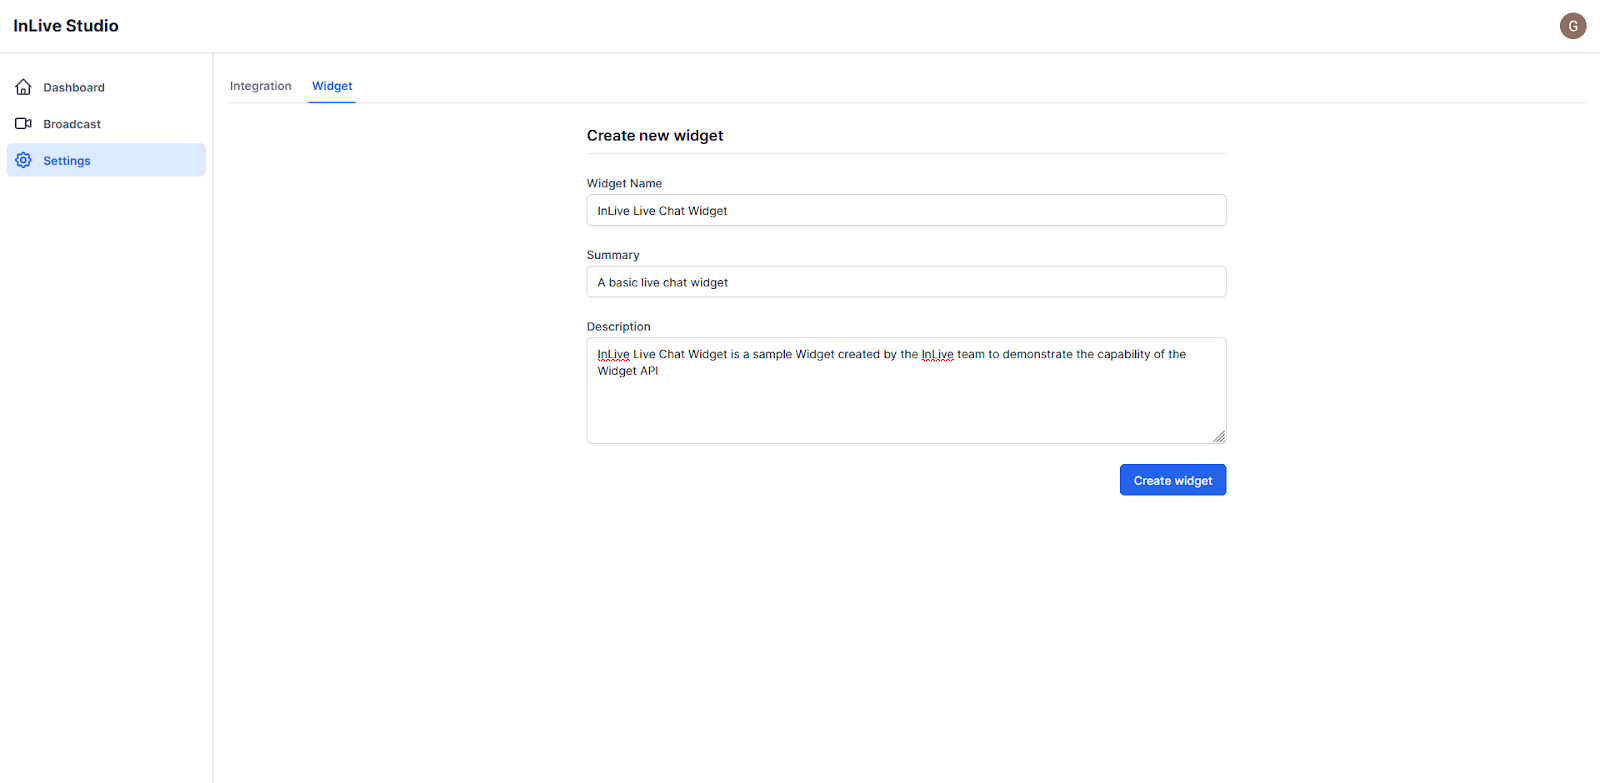 InLive Studio
G
Dashboard
Broadcast
Settings
Integration
Widget
Create new widget
Widget Name
InLive Live Chat Widget
Summary
A basic live chat widget
Description
InLive Live Chat Widget is a sample Widget created by the InLive team to demonstrate the capability of the
Widget API
Create widget